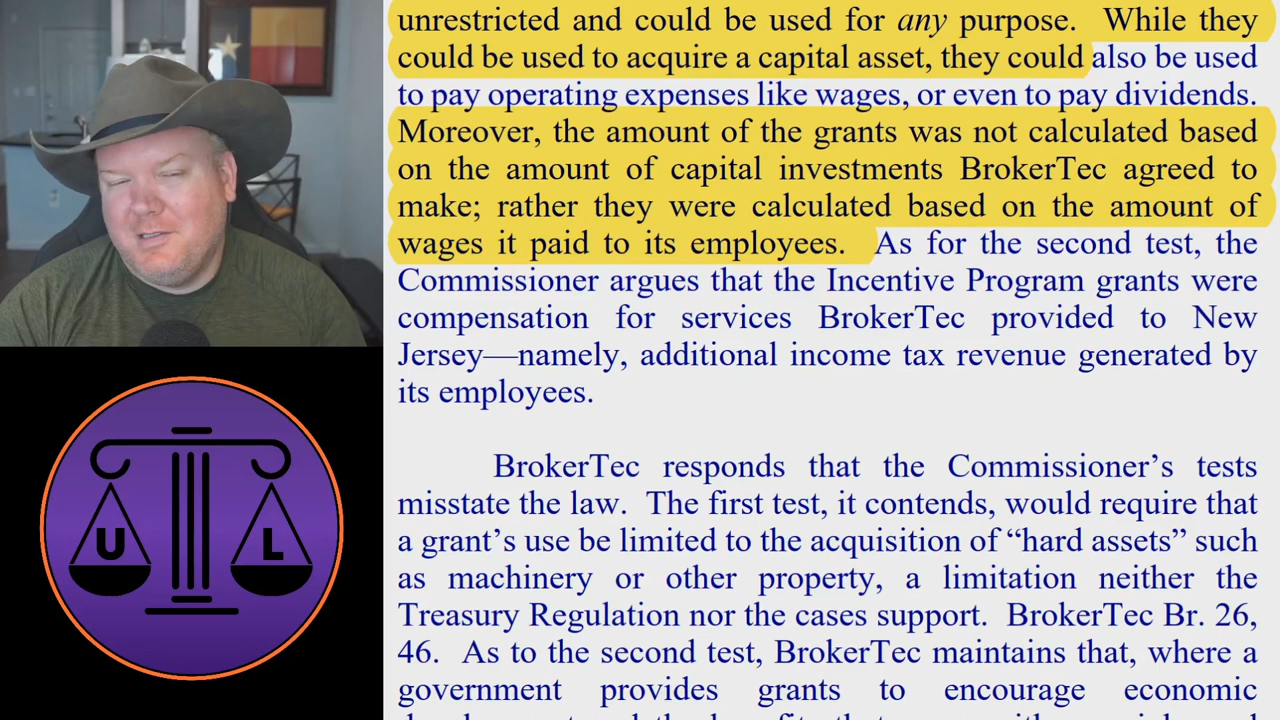 unrestricted and could be used for any purpose. While they
could be used to acquire a capital asset, they could also be used
to pay operating expenses like wages, or even to pay dividends.
Moreover, the amount of the grants was not calculated based
on the amount of capital investments BrokerTec agreed to
make; rather they were calculated based on the amount of
wages it paid to its employees. As for the second test, the
Commissioner argues that the Incentive Program grants were
compensation for services BrokerTec provided to New
Jersey—namely, additional income tax revenue generated by
its employees.
BrokerTec responds that the Commissioner's tests
misstate the law. The first test, it contends, would require that
a grant's use be limited to the acquisition of “hard assets” such
as machinery or other property, a limitation neither the
Treasury Regulation nor the cases support. BrokerTec Br. 26,
46. As to the second test, BrokerTec maintains that, where a
government provides grants to encourage economic
U L